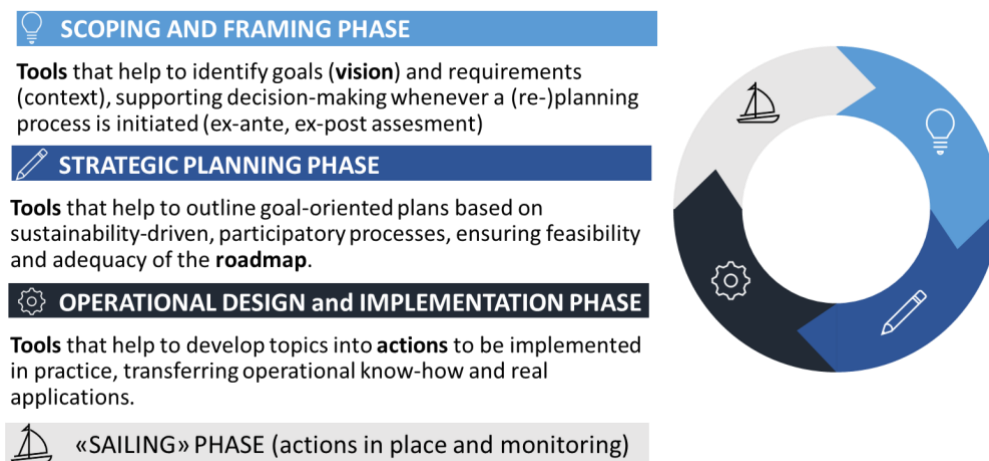 SCOPING AND FRAMING PHASE
Tools that help to identify goals (vision) and requirements
(context), supporting decision-making whenever a (re-)planning
process is initiated (ex-ante, ex-post assesment)
STRATEGIC PLANNING PHASE
Tools that help to outline goal-oriented plans based on
sustainability-driven, participatory processes, ensuring feasibility
and adequacy of the roadmap.
OPERATIONAL DESIGN and IMPLEMENTATION PHASE
Tools that help to develop topics into actions to be implemented
in practice, transferring operational know-how and real
applications.
«SAILING» PHASE (actions in place and monitoring)